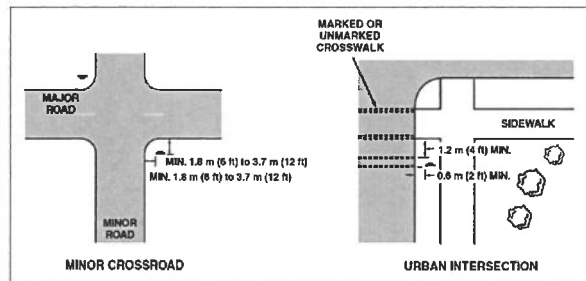 MARKED OR
UNMARKED
CROSSWALK
MAJOR
ROAD
SIDEWALK
MIN. 1.8 m (6 ft) to 3.7 m (12 ft)
MIN. 1.8 m (6 ft) to 3.7 m (12 ft)
1.2 m (4 ft) MIN.
0.6 m (2 ft) MIN.
MINOR
ROAD
MINOR CROSSROAD
URBAN INTERSECTION